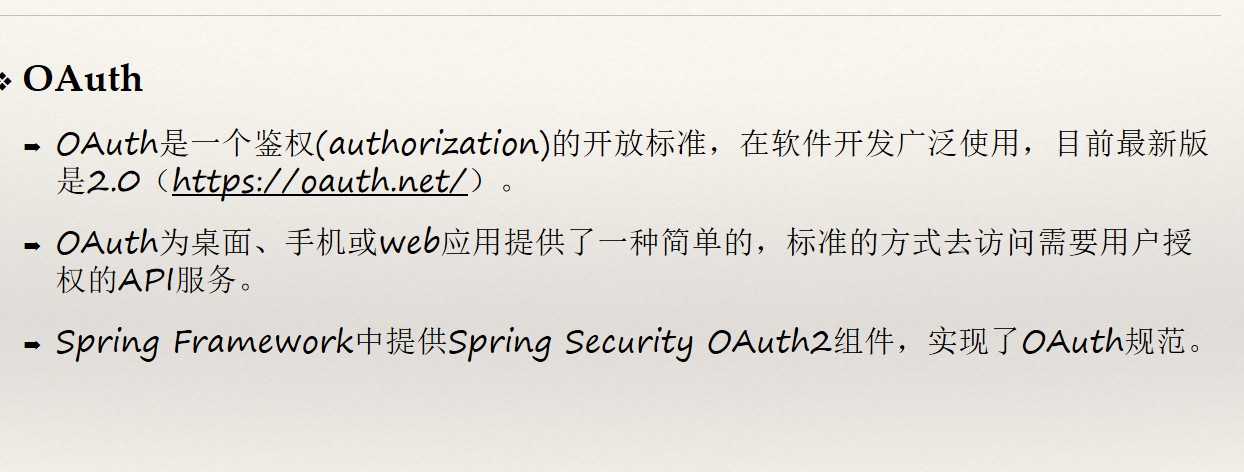 OAuth
OAuth是一个鉴权(authorization)的开放标准，在软件开发广泛使用，目前最新版
是2.0（https://oauth.net/）。
OAuth为桌面、手机或web应用提供了一种简单的，标准的方式去访问需要用户授
权的API服务。
Spring Framework中提供Spring Security OAuth2组件，实现了OAuth规范。